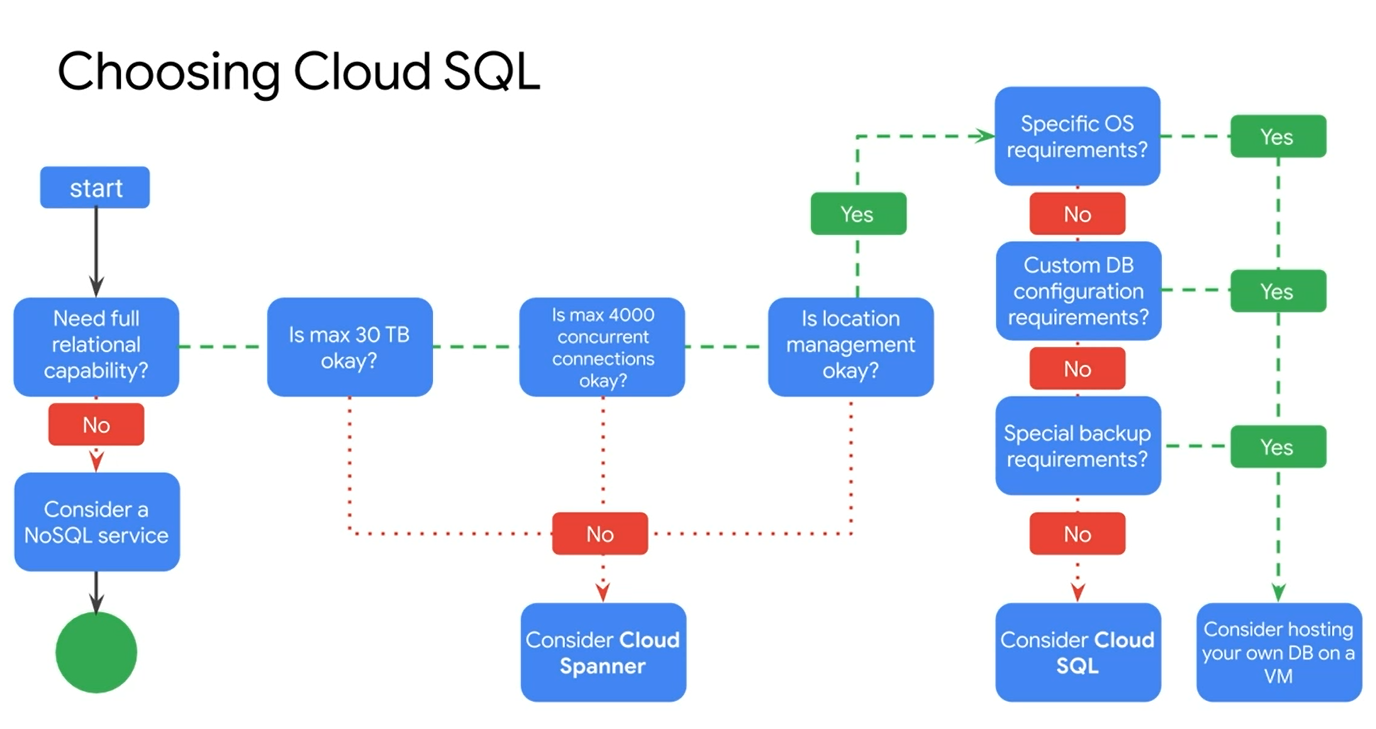 Choosing Cloud SQL
start
Need full
relational
capability?
No
Consider a
NoSQL service
Is max 30 TB
okay?
Is max 4000
concurrent
connections
okay?
Is location
management
okay?
No
Consider Cloud
Spanner
Yes
Specific OS
requirements?
Yes
No
Custom DB
configuration
requirements?
Yes
No
Special backup
requirements?
Yes
No
Consider Cloud
SQL
Consider hosting
your own DB on a
VM